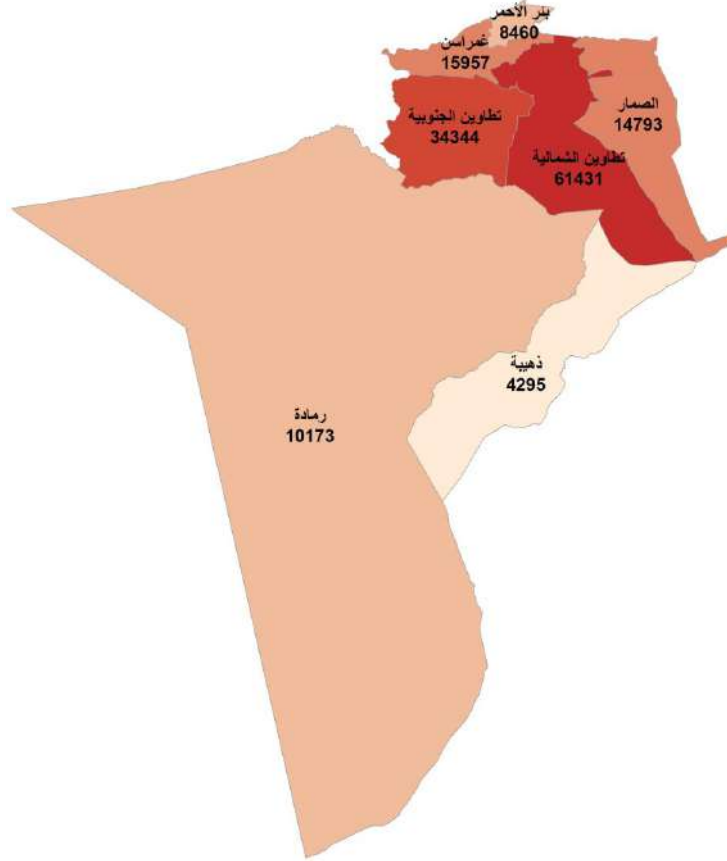 بئر الأحمر
8460
غمراسن
15957
الصمار
14793
تطاوين الجنوبية
34344
تطاوين الشمالية
61431
ذهيبة
4295
رمادة
10173